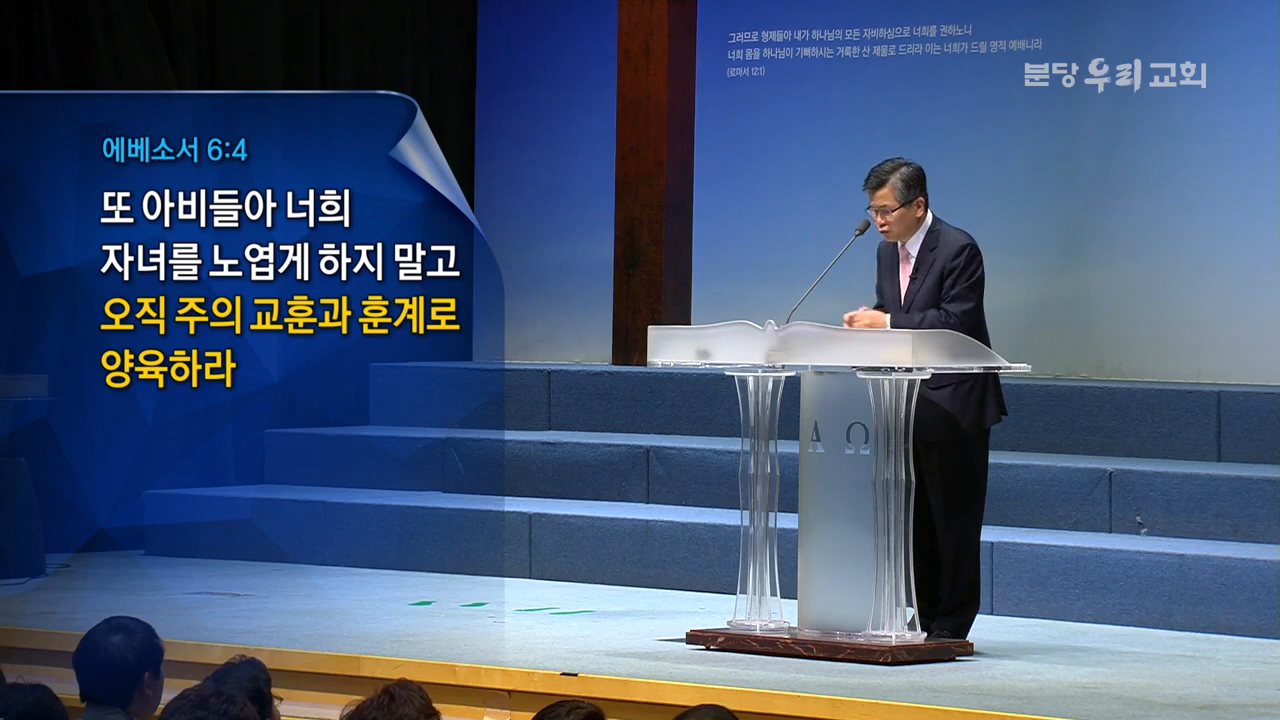 그러므로 형제들아 내가 하나님의 모든 자비하심으로 너희를 권하노니
너희 몸을 하나님이 기뻐하시는 거룩한 산 제물로 드리라 이는 너희가 드릴 영적 예배니라
(로마서 12:1)
분당우리교회
에베소서 6:4
또 아비들아 너희
자녀를 노엽게 하지 말고
오직 주의 교훈과 훈계로
양육하라
Α Ω